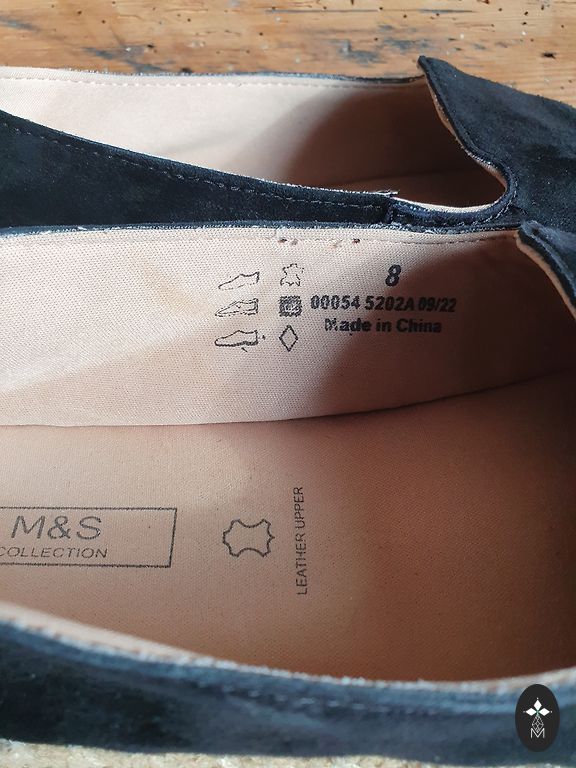 8
00054 5202A 09/22
Made in China
M&S
COLLECTION
LEATHER UPPER
M